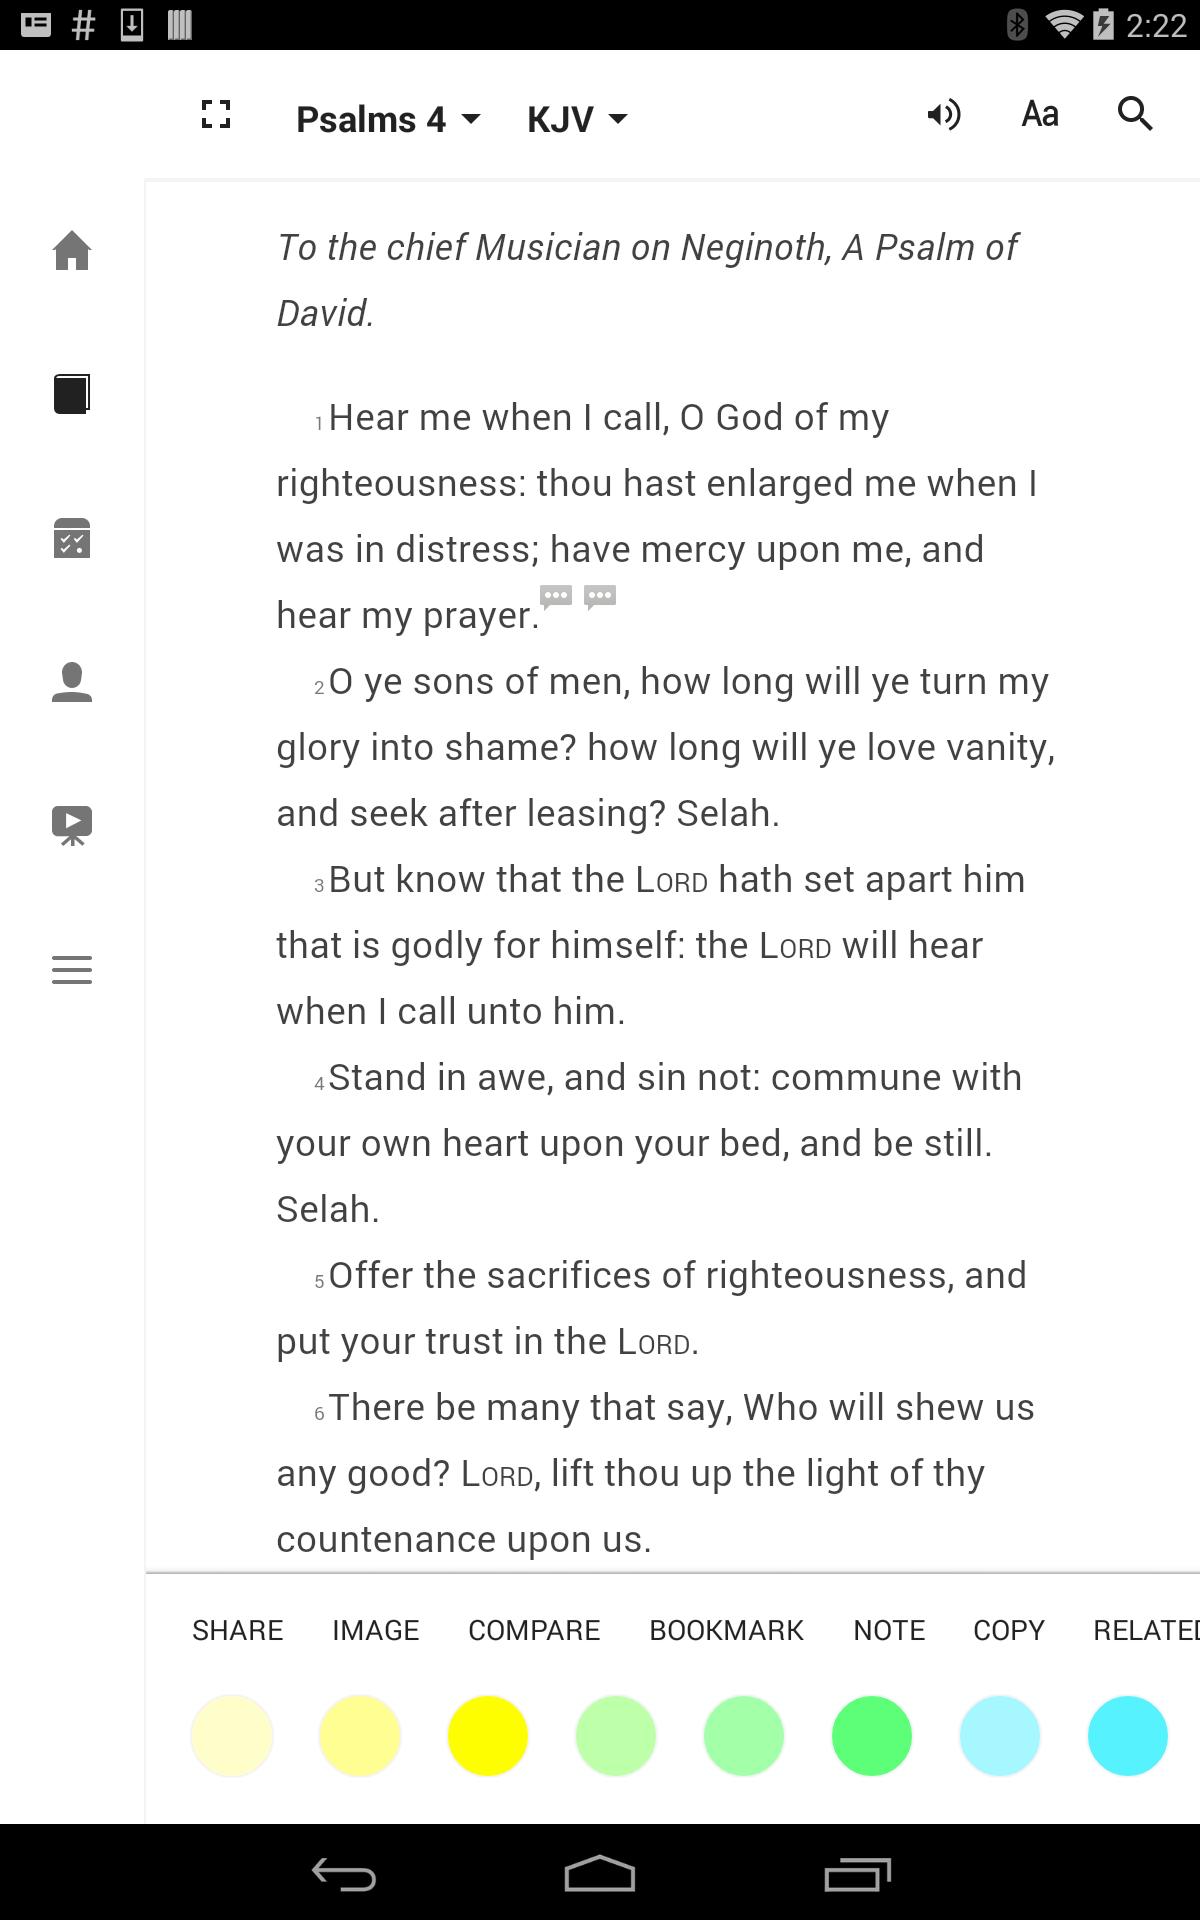 2:22
Psalms 4 KJV Aa
To the chief Musician on Neginoth, A Psalm of
David.
1 Hear me when I call, O God of my
righteousness: thou hast enlarged me when I
was in distress; have mercy upon me, and
hear my prayer.
2 O ye sons of men, how long will ye turn my
glory into shame? how long will ye love vanity,
and seek after leasing? Selah.
3 But know that the LORD hath set apart him
that is godly for himself: the LORD will hear
when I call unto him.
4 Stand in awe, and sin not: commune with
your own heart upon your bed, and be still.
Selah.
5 Offer the sacrifices of righteousness, and
put your trust in the LORD.
6 There be many that say, Who will shew us
any good? LORD, lift thou up the light of thy
countenance upon us.
SHARE IMAGE COMPARE BOOKMARK NOTE COPY RELATED